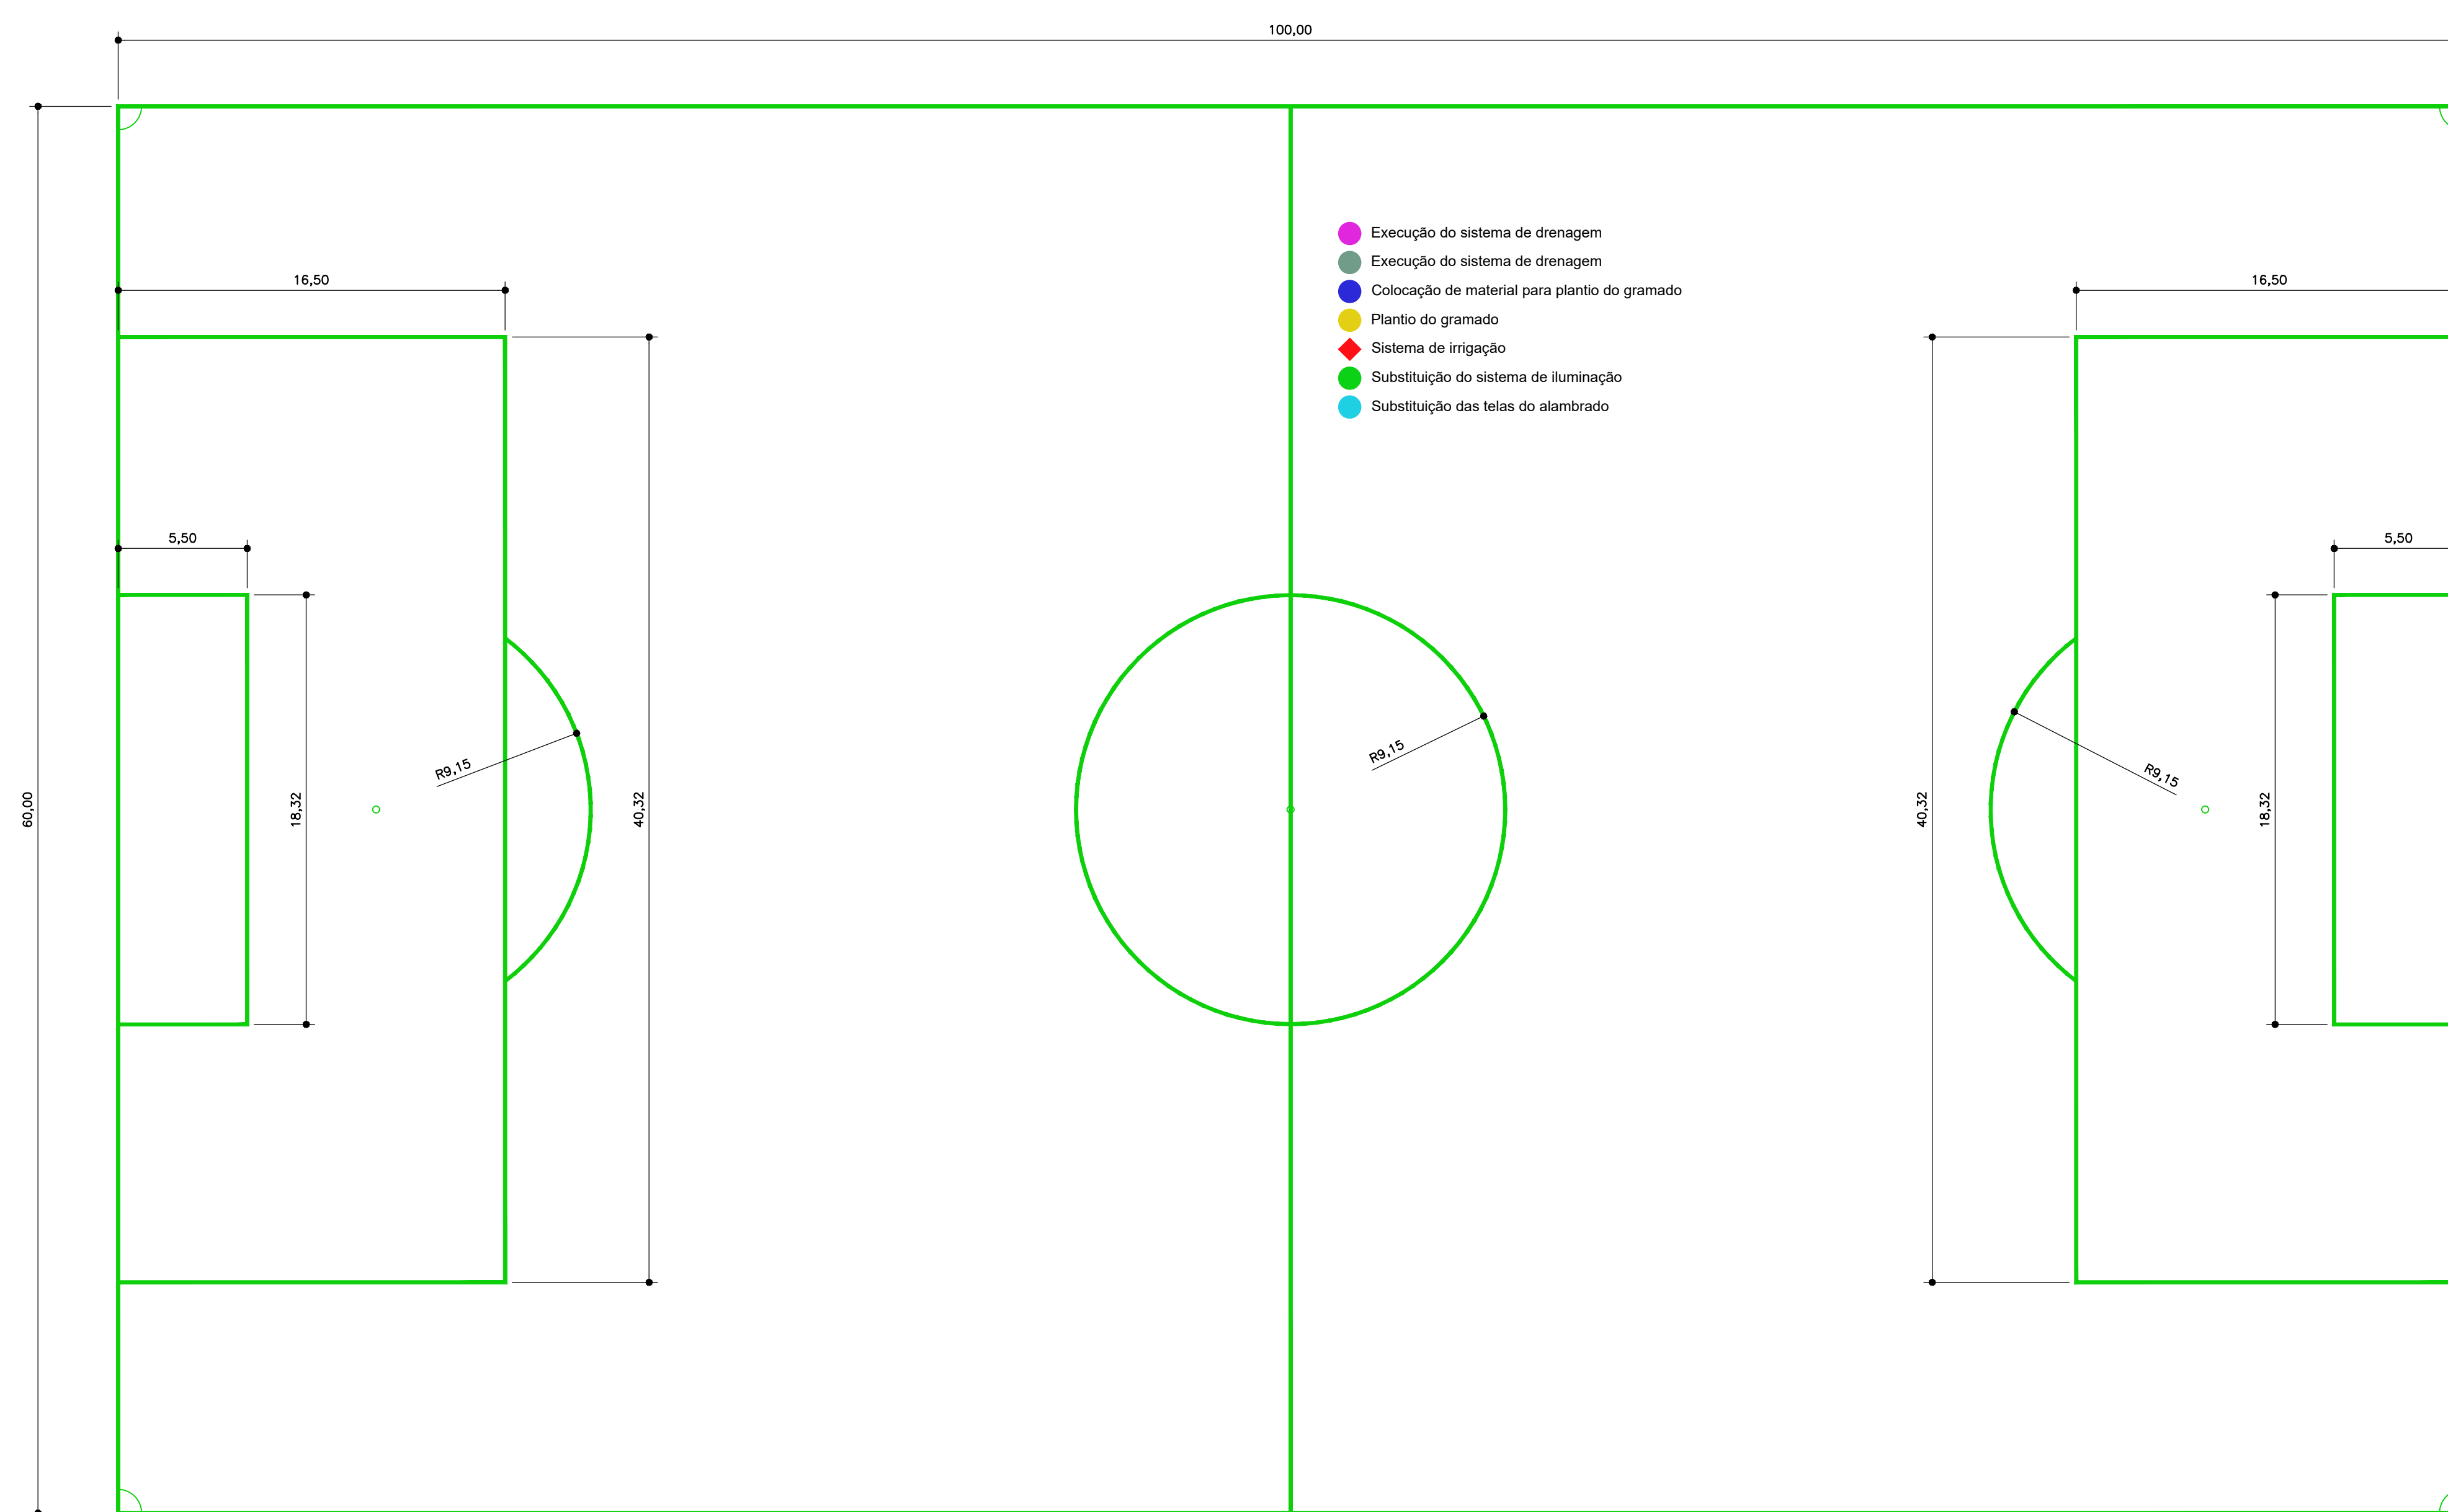 100,00
Execução do sistema de drenagem
Execução do sistema de drenagem
16,50
16,50
Colocação de material para plantio do gramado
Plantio do gramado
Sistema de irrigação
Substituição do sistema de iluminação
Substituição das telas do alambrado
5,50
5,50
R9,15
R9,15
R9,15
60,00
18,32
40,32
40,32
18,32